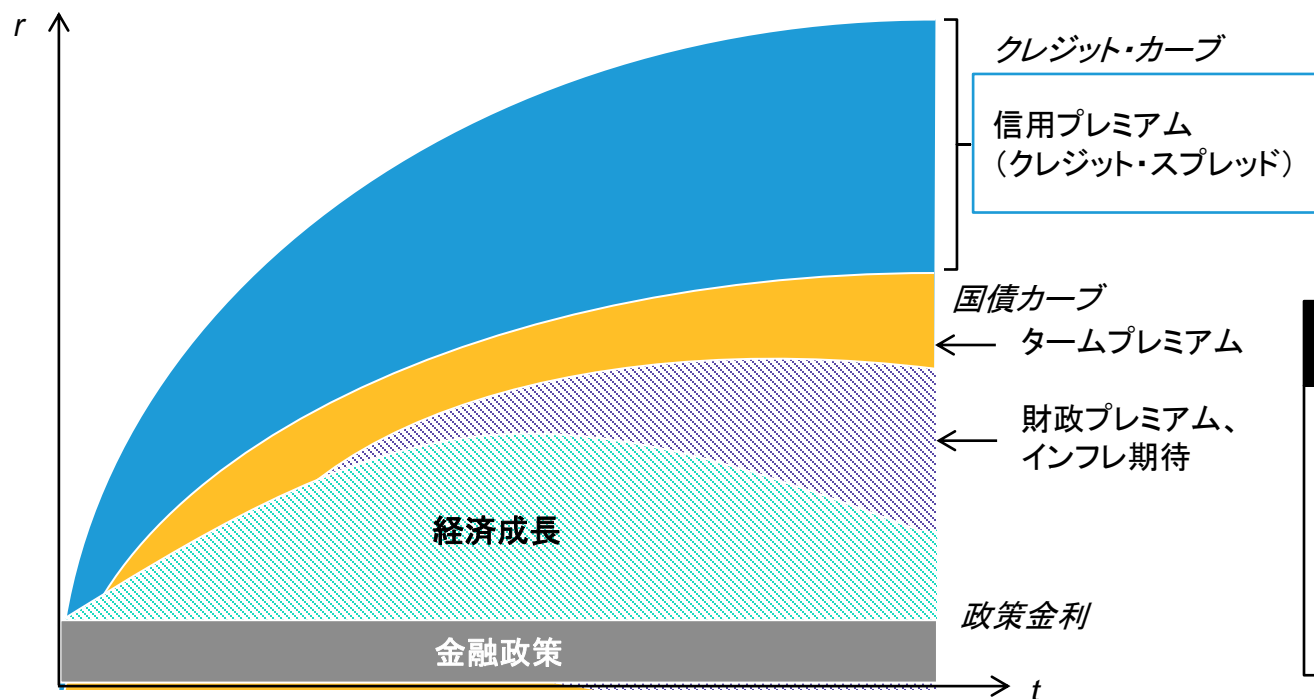 r
クレジット・カーブ
信用プレミアム
（クレジット・スプレッド）
国債カーブ
タームプレミアム
財政プレミアム、
インフレ期待
経済成長
政策金利
金融政策
t